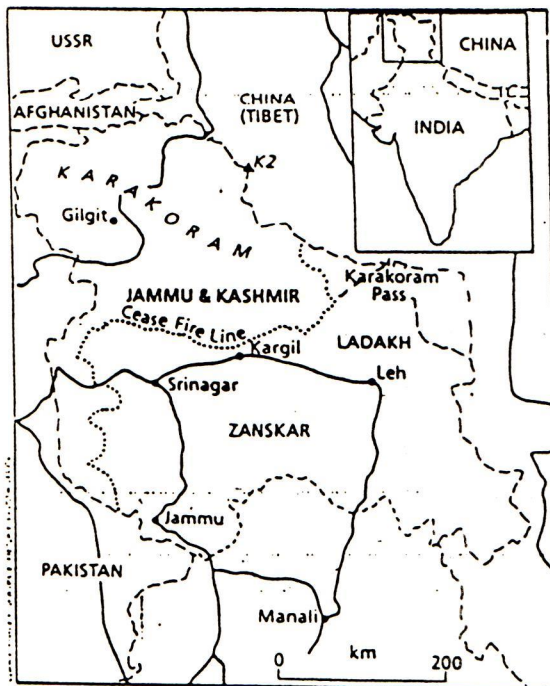 USSR
AFGHANISTAN
CHINA
(TIBET)
CHINA
INDIA
K2
KARAKORAM
Gilgit
Karakoram
Pass
JAMMU & KASHMIR
Cease Fire Line
Kargil
LADAKH
Srinagar
Leh
ZANSKAR
Jammu
PAKISTAN
Manali
km
0 200